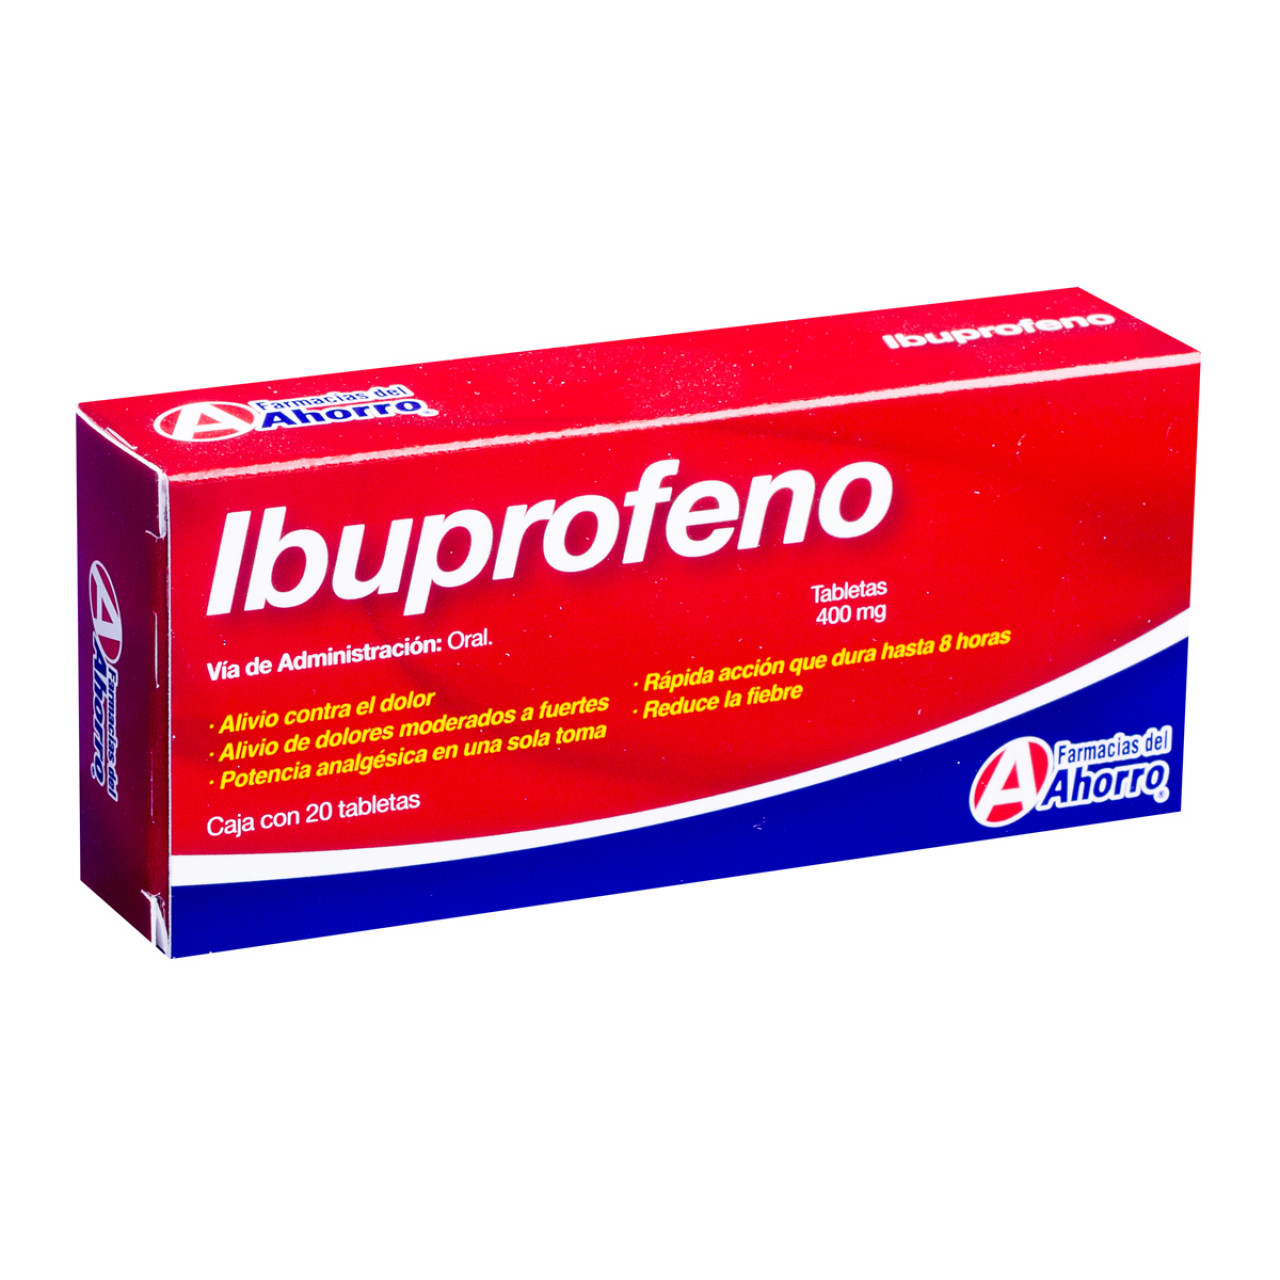 Farmacias del
Ahorro
Ibuprofeno
Ibuprofeno
Tabletas
400 mg
Vía de Administración: Oral.
· Alivio contra el dolor
· Alivio de dolores moderados a fuertes
· Potencia analgésica en una sola toma
· Rápida acción que dura hasta 8 horas
· Reduce la fiebre
Caja con 20 tabletas
A Farmacias del
Ahorro®
A Farmacias del
Ahorro